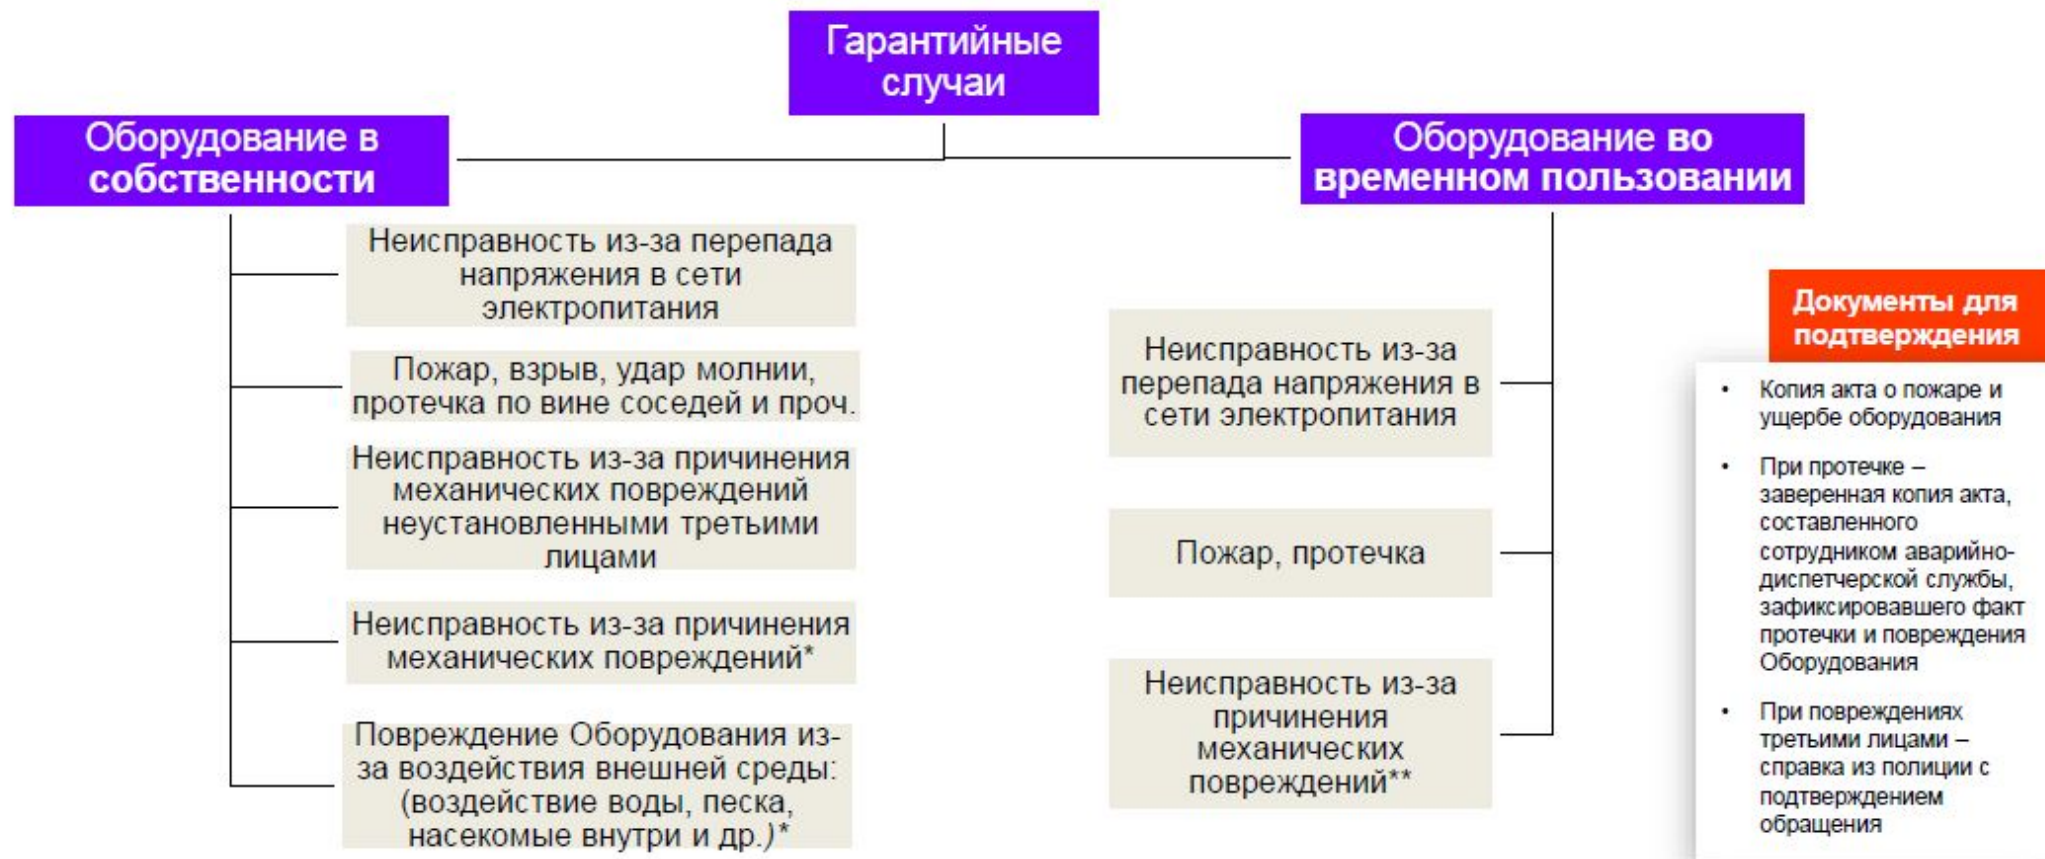 Гарантийные
случаи
Оборудование в
собственности
Неисправность из-за перепада
напряжения в сети
электропитания
Пожар, взрыв, удар молнии,
протечка по вине соседей и проч.
Неисправность из-за причинения
механических повреждений
неустановленными третьими
лицами
Неисправность из-за причинения
механических повреждений*
Повреждение Оборудования из-
за воздействия внешней среды:
(воздействие воды, песка,
насекомые внутри и др.)*
Оборудование во
временном пользовании
Неисправность из-за
перепада напряжения в
сети электропитания
Пожар, протечка
Неисправность из-за
причинения
механических
повреждений**
Документы для
подтверждения
• Копия акта о пожаре и
ущербе оборудования
• При протечке –
заверенная копия акта,
составленного
сотрудником аварийно-
диспетчерской службы,
зафиксировавшего факт
протечки и повреждения
Оборудования
• При повреждениях
третьими лицами –
справка из полиции с
подтверждением
обращения